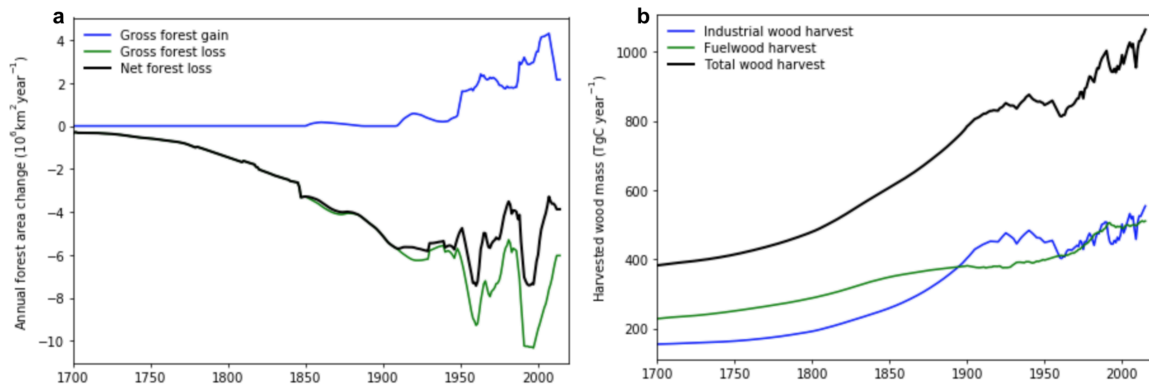 a
Gross forest gain
Gross forest loss
Net forest loss
Annual forest area change (10⁶ km² year⁻¹)
4
2
0
−2
−4
−6
−8
−10
1700
1750
1800
1850
1900
1950
2000
b
Industrial wood harvest
Fuelwood harvest
Total wood harvest
Harvested wood mass (TgC year⁻¹)
1000
800
600
400
200
1700
1750
1800
1850
1900
1950
2000